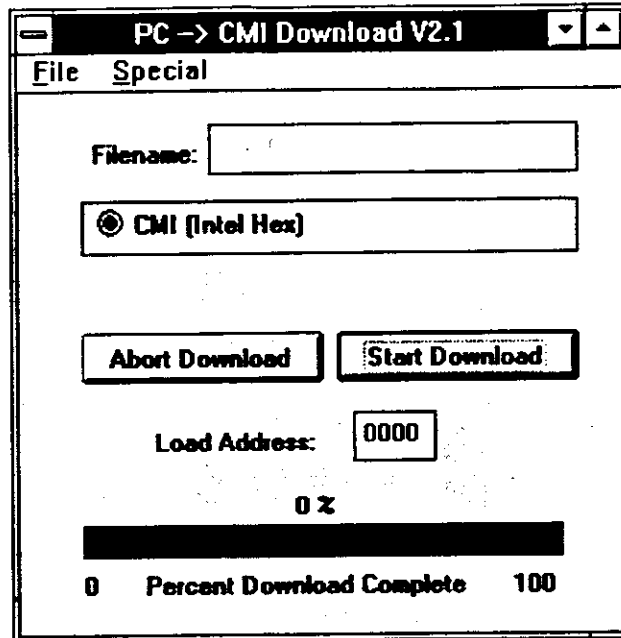 PC -> CMI Download V2.1
File Special
Filename:
CMI (Intel Hex)
Abort Download Start Download
Load Address: 0000
0 %
0 Percent Download Complete 100